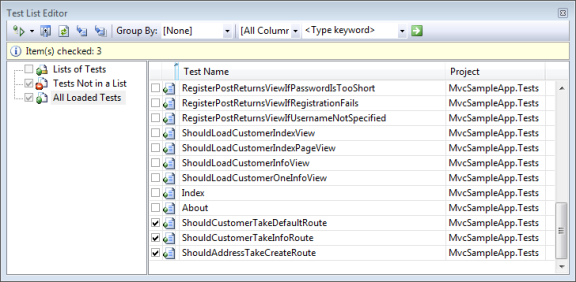 Test List Editor
Group By: [None] [All Columr <Type keyword>
Item(s) checked: 3
Lists of Tests
Tests Not in a List
All Loaded Tests
Test Name Project
RegisterPostReturnsViewIfPasswordIsTooShort MvcSampleApp.Tests
RegisterPostReturnsViewIfRegistrationFails MvcSampleApp.Tests
RegisterPostReturnsViewIfUsernameNotSpecified MvcSampleApp.Tests
ShouldLoadCustomerIndexView MvcSampleApp.Tests
ShouldLoadCustomerIndexPageView MvcSampleApp.Tests
ShouldLoadCustomerInfoView MvcSampleApp.Tests
ShouldLoadCustomerOneInfoView MvcSampleApp.Tests
Index MvcSampleApp.Tests
About MvcSampleApp.Tests
ShouldCustomerTakeDefaultRoute MvcSampleApp.Tests
ShouldCustomerTakeInfoRoute MvcSampleApp.Tests
ShouldAddressTakeCreateRoute MvcSampleApp.Tests